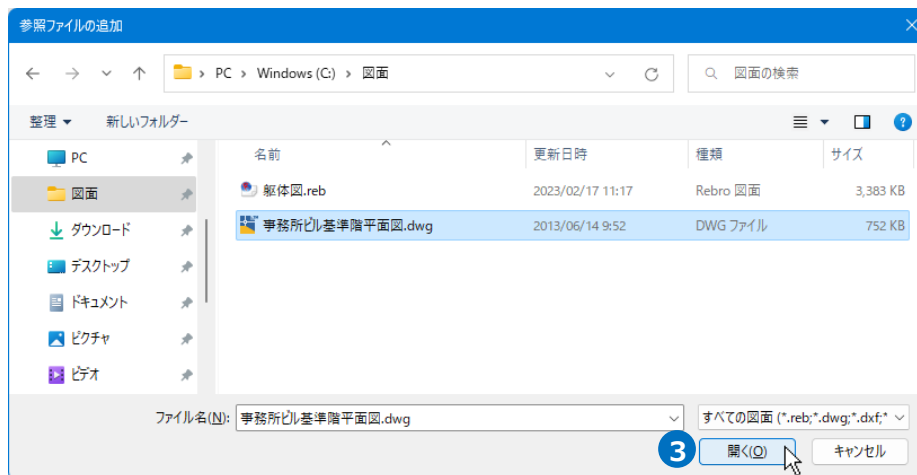 参照ファイルの追加
PC › Windows (C:) › 図面
図面の検索
整理
新しいフォルダー
名前 更新日時 種類 サイズ
PC
図面
ダウンロード
デスクトップ
ドキュメント
ピクチャ
ビデオ
躯体図.reb 2023/02/17 11:17 Rebro 図面 3,383 KB
事務所ビル基準階平面図.dwg 2013/06/14 9:52 DWG ファイル 752 KB
ファイル名(N): 事務所ビル基準階平面図.dwg すべての図面 (*.reb;*.dwg;*.dxf;*
3 開く(O) キャンセル